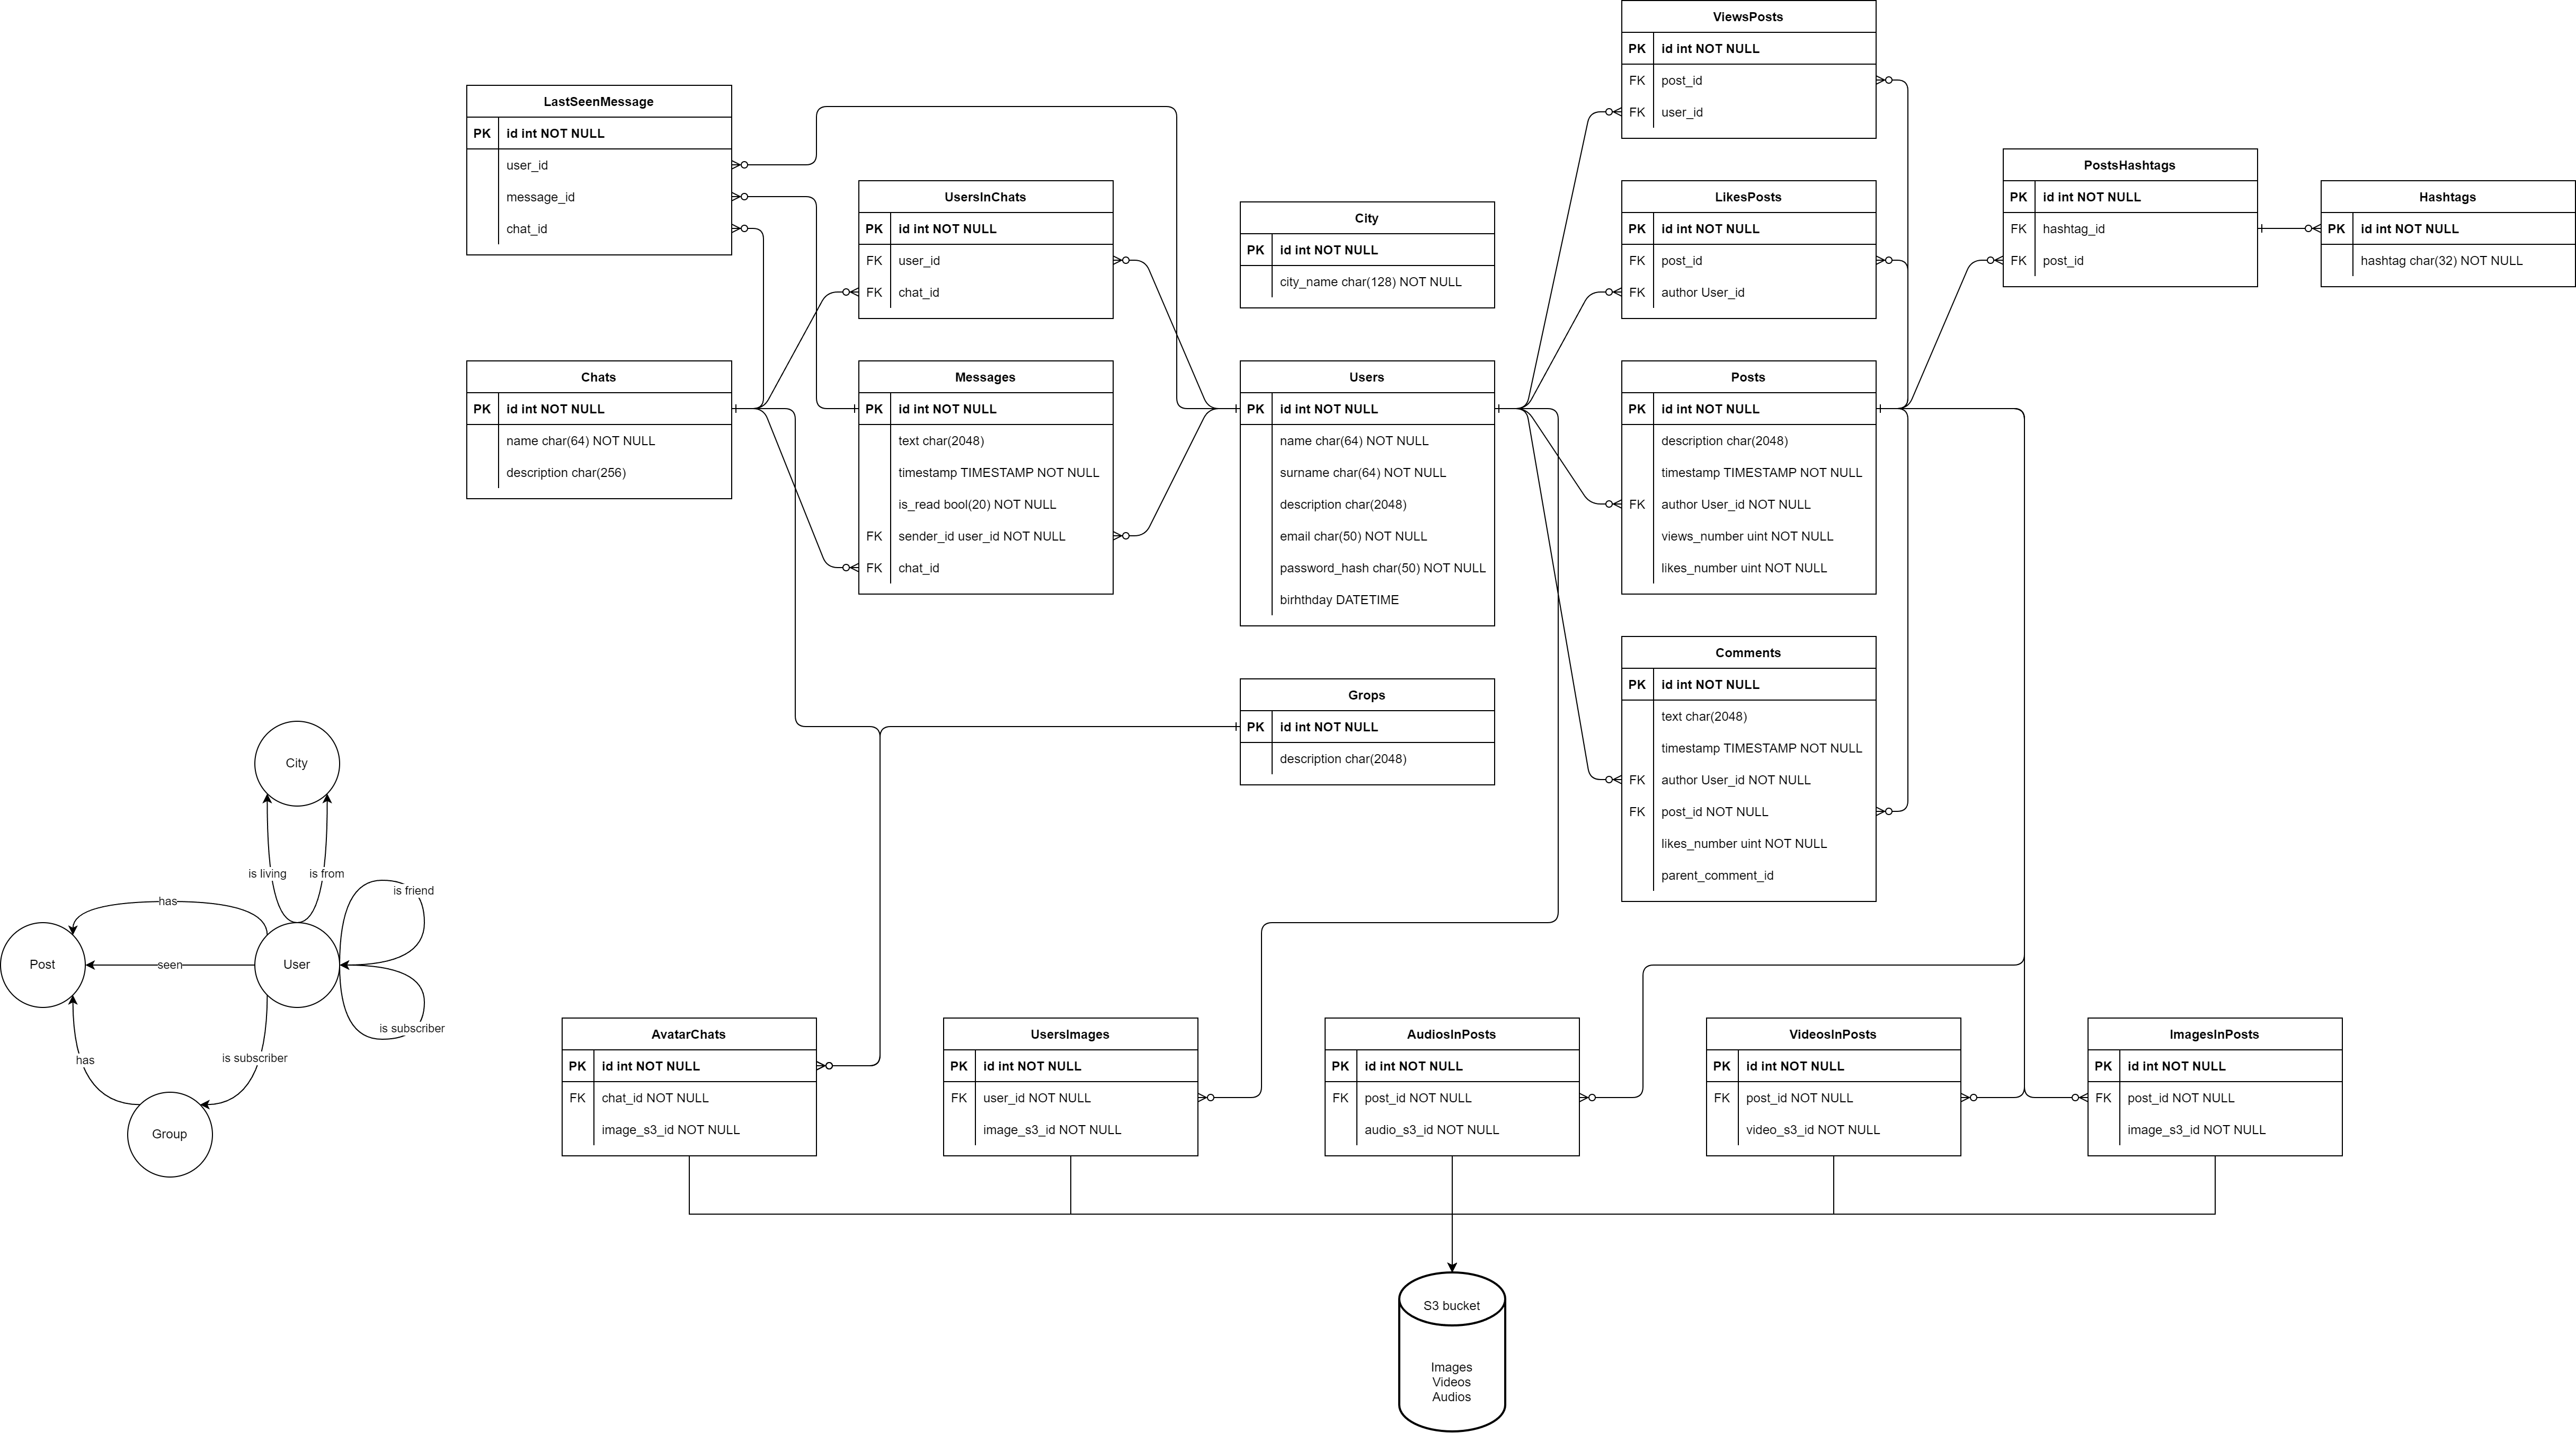 ViewsPosts
PK id int NOT NULL
FK post_id
FK user_id
LastSeenMessage
PK id int NOT NULL
user_id
message_id
chat_id
UsersInChats
PK id int NOT NULL
FK user_id
FK chat_id
City
PK id int NOT NULL
city_name char(128) NOT NULL
LikesPosts
PK id int NOT NULL
FK post_id
FK author User_id
PostsHashtags
PK id int NOT NULL
FK hashtag_id
FK post_id
Hashtags
PK id int NOT NULL
hashtag char(32) NOT NULL
Chats
PK id int NOT NULL
name char(64) NOT NULL
description char(256)
Messages
PK id int NOT NULL
text char(2048)
timestamp TIMESTAMP NOT NULL
is_read bool(20) NOT NULL
FK sender_id user_id NOT NULL
FK chat_id
Users
PK id int NOT NULL
name char(64) NOT NULL
surname char(64) NOT NULL
description char(2048)
email char(50) NOT NULL
password_hash char(50) NOT NULL
birhthday DATETIME
Posts
PK id int NOT NULL
description char(2048)
timestamp TIMESTAMP NOT NULL
FK author User_id NOT NULL
views_number uint NOT NULL
likes_number uint NOT NULL
Grops
PK id int NOT NULL
description char(2048)
Comments
PK id int NOT NULL
text char(2048)
timestamp TIMESTAMP NOT NULL
FK author User_id NOT NULL
FK post_id NOT NULL
likes_number uint NOT NULL
parent_comment_id
City
is living
is from
is friend
has
Post
seen
User
is subscriber
has
is subscriber
Group
AvatarChats
PK id int NOT NULL
FK chat_id NOT NULL
image_s3_id NOT NULL
UsersImages
PK id int NOT NULL
FK user_id NOT NULL
image_s3_id NOT NULL
AudiosInPosts
PK id int NOT NULL
FK post_id NOT NULL
audio_s3_id NOT NULL
VideosInPosts
PK id int NOT NULL
FK post_id NOT NULL
video_s3_id NOT NULL
ImagesInPosts
PK id int NOT NULL
FK post_id NOT NULL
image_s3_id NOT NULL
S3 bucket
Images
Videos
Audios